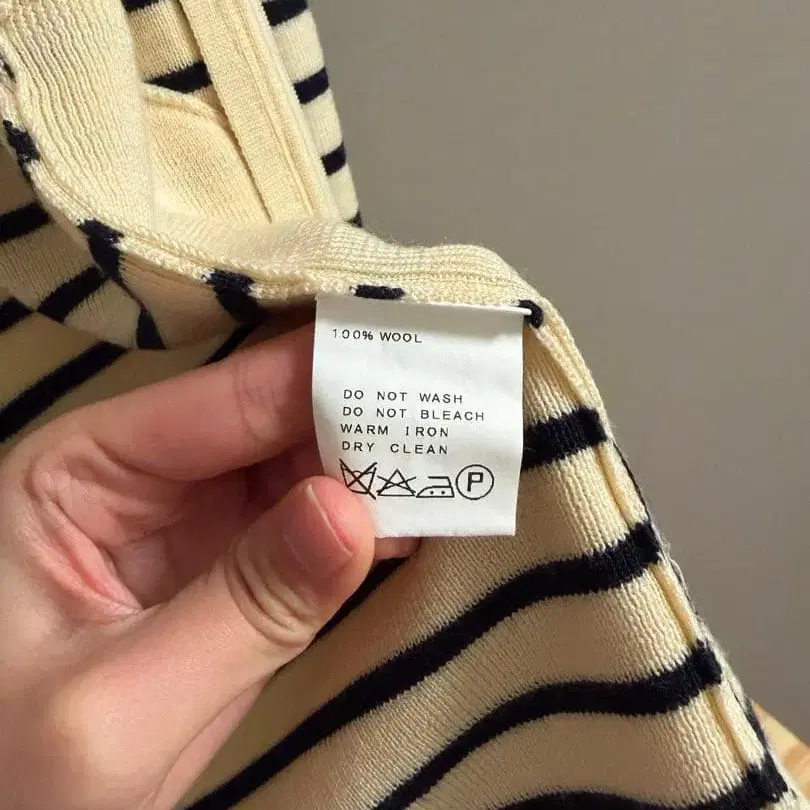 100% WOOL
DO NOT WASH
DO NOT BLEACH
WARM IRON
DRY CLEAN
P